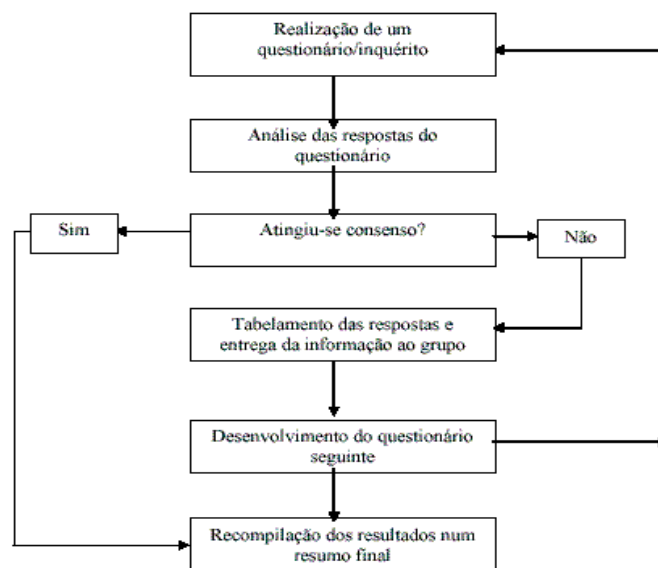 Realização de um
questionário/inquérito
Análise das respostas do
questionário
Sim
Atingiu-se consenso?
Não
Tabelamento das respostas e
entrega da informação ao grupo
Desenvolvimento do questionário
seguinte
Recompilação dos resultados num
resumo final